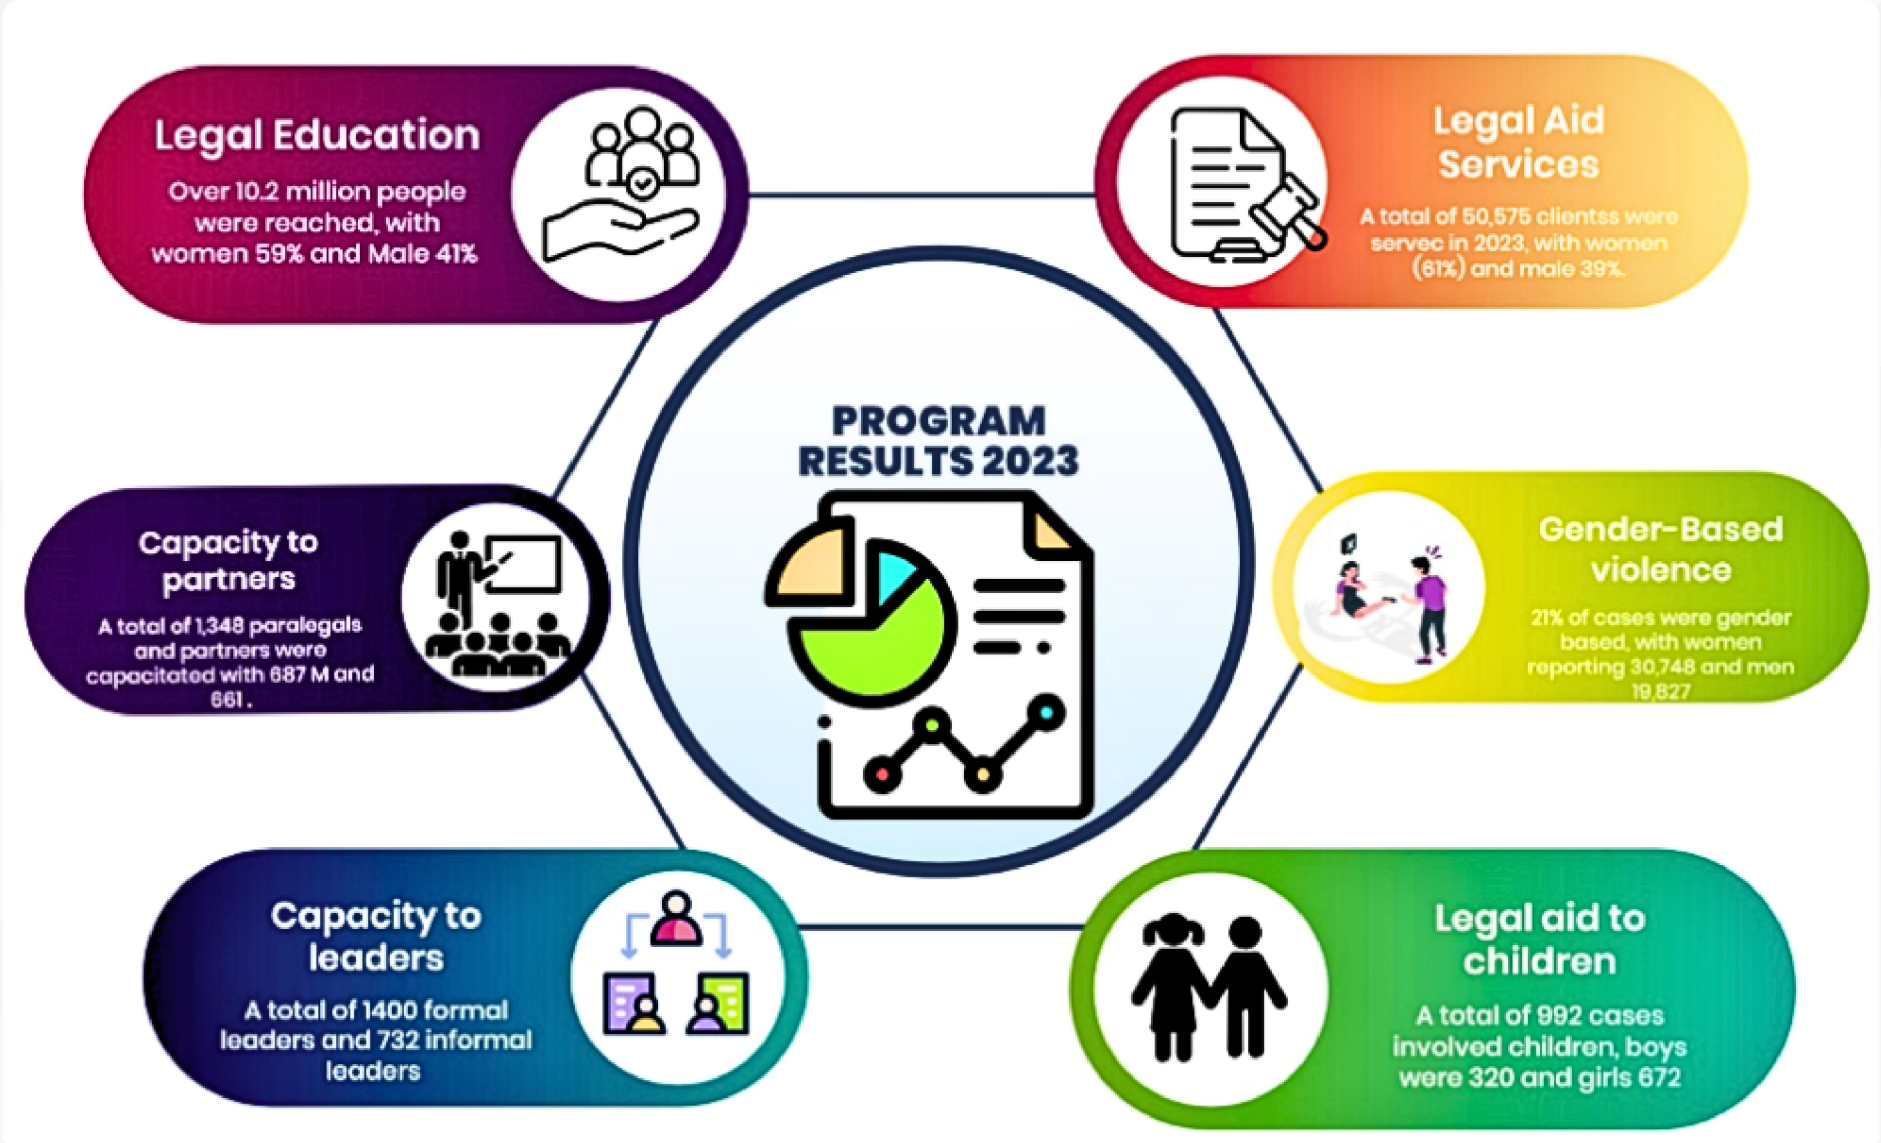 Legal Education
Over 10.2 million people
were reached, with
women 59% and Male 41%
Legal Aid
Services
A total of 50,575 clientss were
servec in 2023, with women
(61%) and male 39%.
PROGRAM
RESULTS 2023
Capacity to
partners
A total of 1,348 paralegals
and partners were
capacitated with 687 M and
661 .
Gender-Based
violence
21% of cases were gender
based, with women
reporting 30,748 and men
19,827
Capacity to
leaders
A total of 1400 formal
leaders and 732 informal
leaders
Legal aid to
children
A total of 992 cases
involved children, boys
were 320 and girls 672